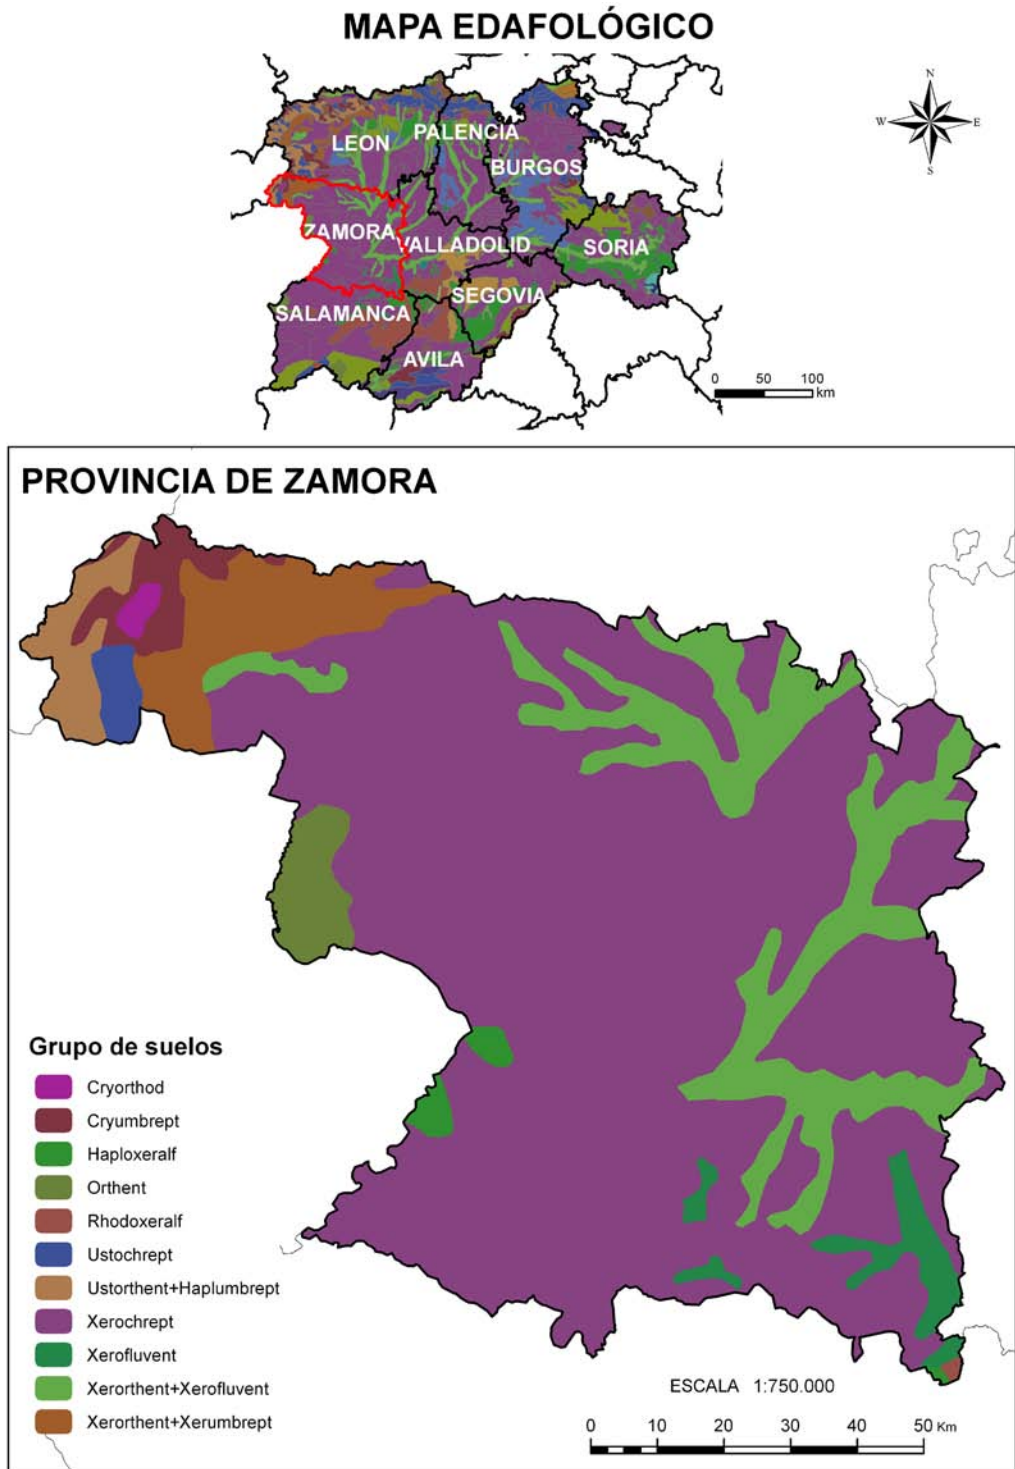 MAPA EDAFOLÓGICO
N
W
E
S
LEON
PALENCIA
BURGOS
ZAMORA
VALLADOLID
SORIA
SEGOVIA
SALAMANCA
AVILA
0 50 100
km
PROVINCIA DE ZAMORA
Grupo de suelos
Cryorthod
Cryumbrept
Haploxeralf
Orthent
Rhodoxeralf
Ustochrept
Ustorthent+Haplumbrept
Xerochrept
Xerofluvent
Xerorthent+Xerofluvent
Xerorthent+Xerumbrept
ESCALA 1:750.000
0 10 20 30 40 50 Km